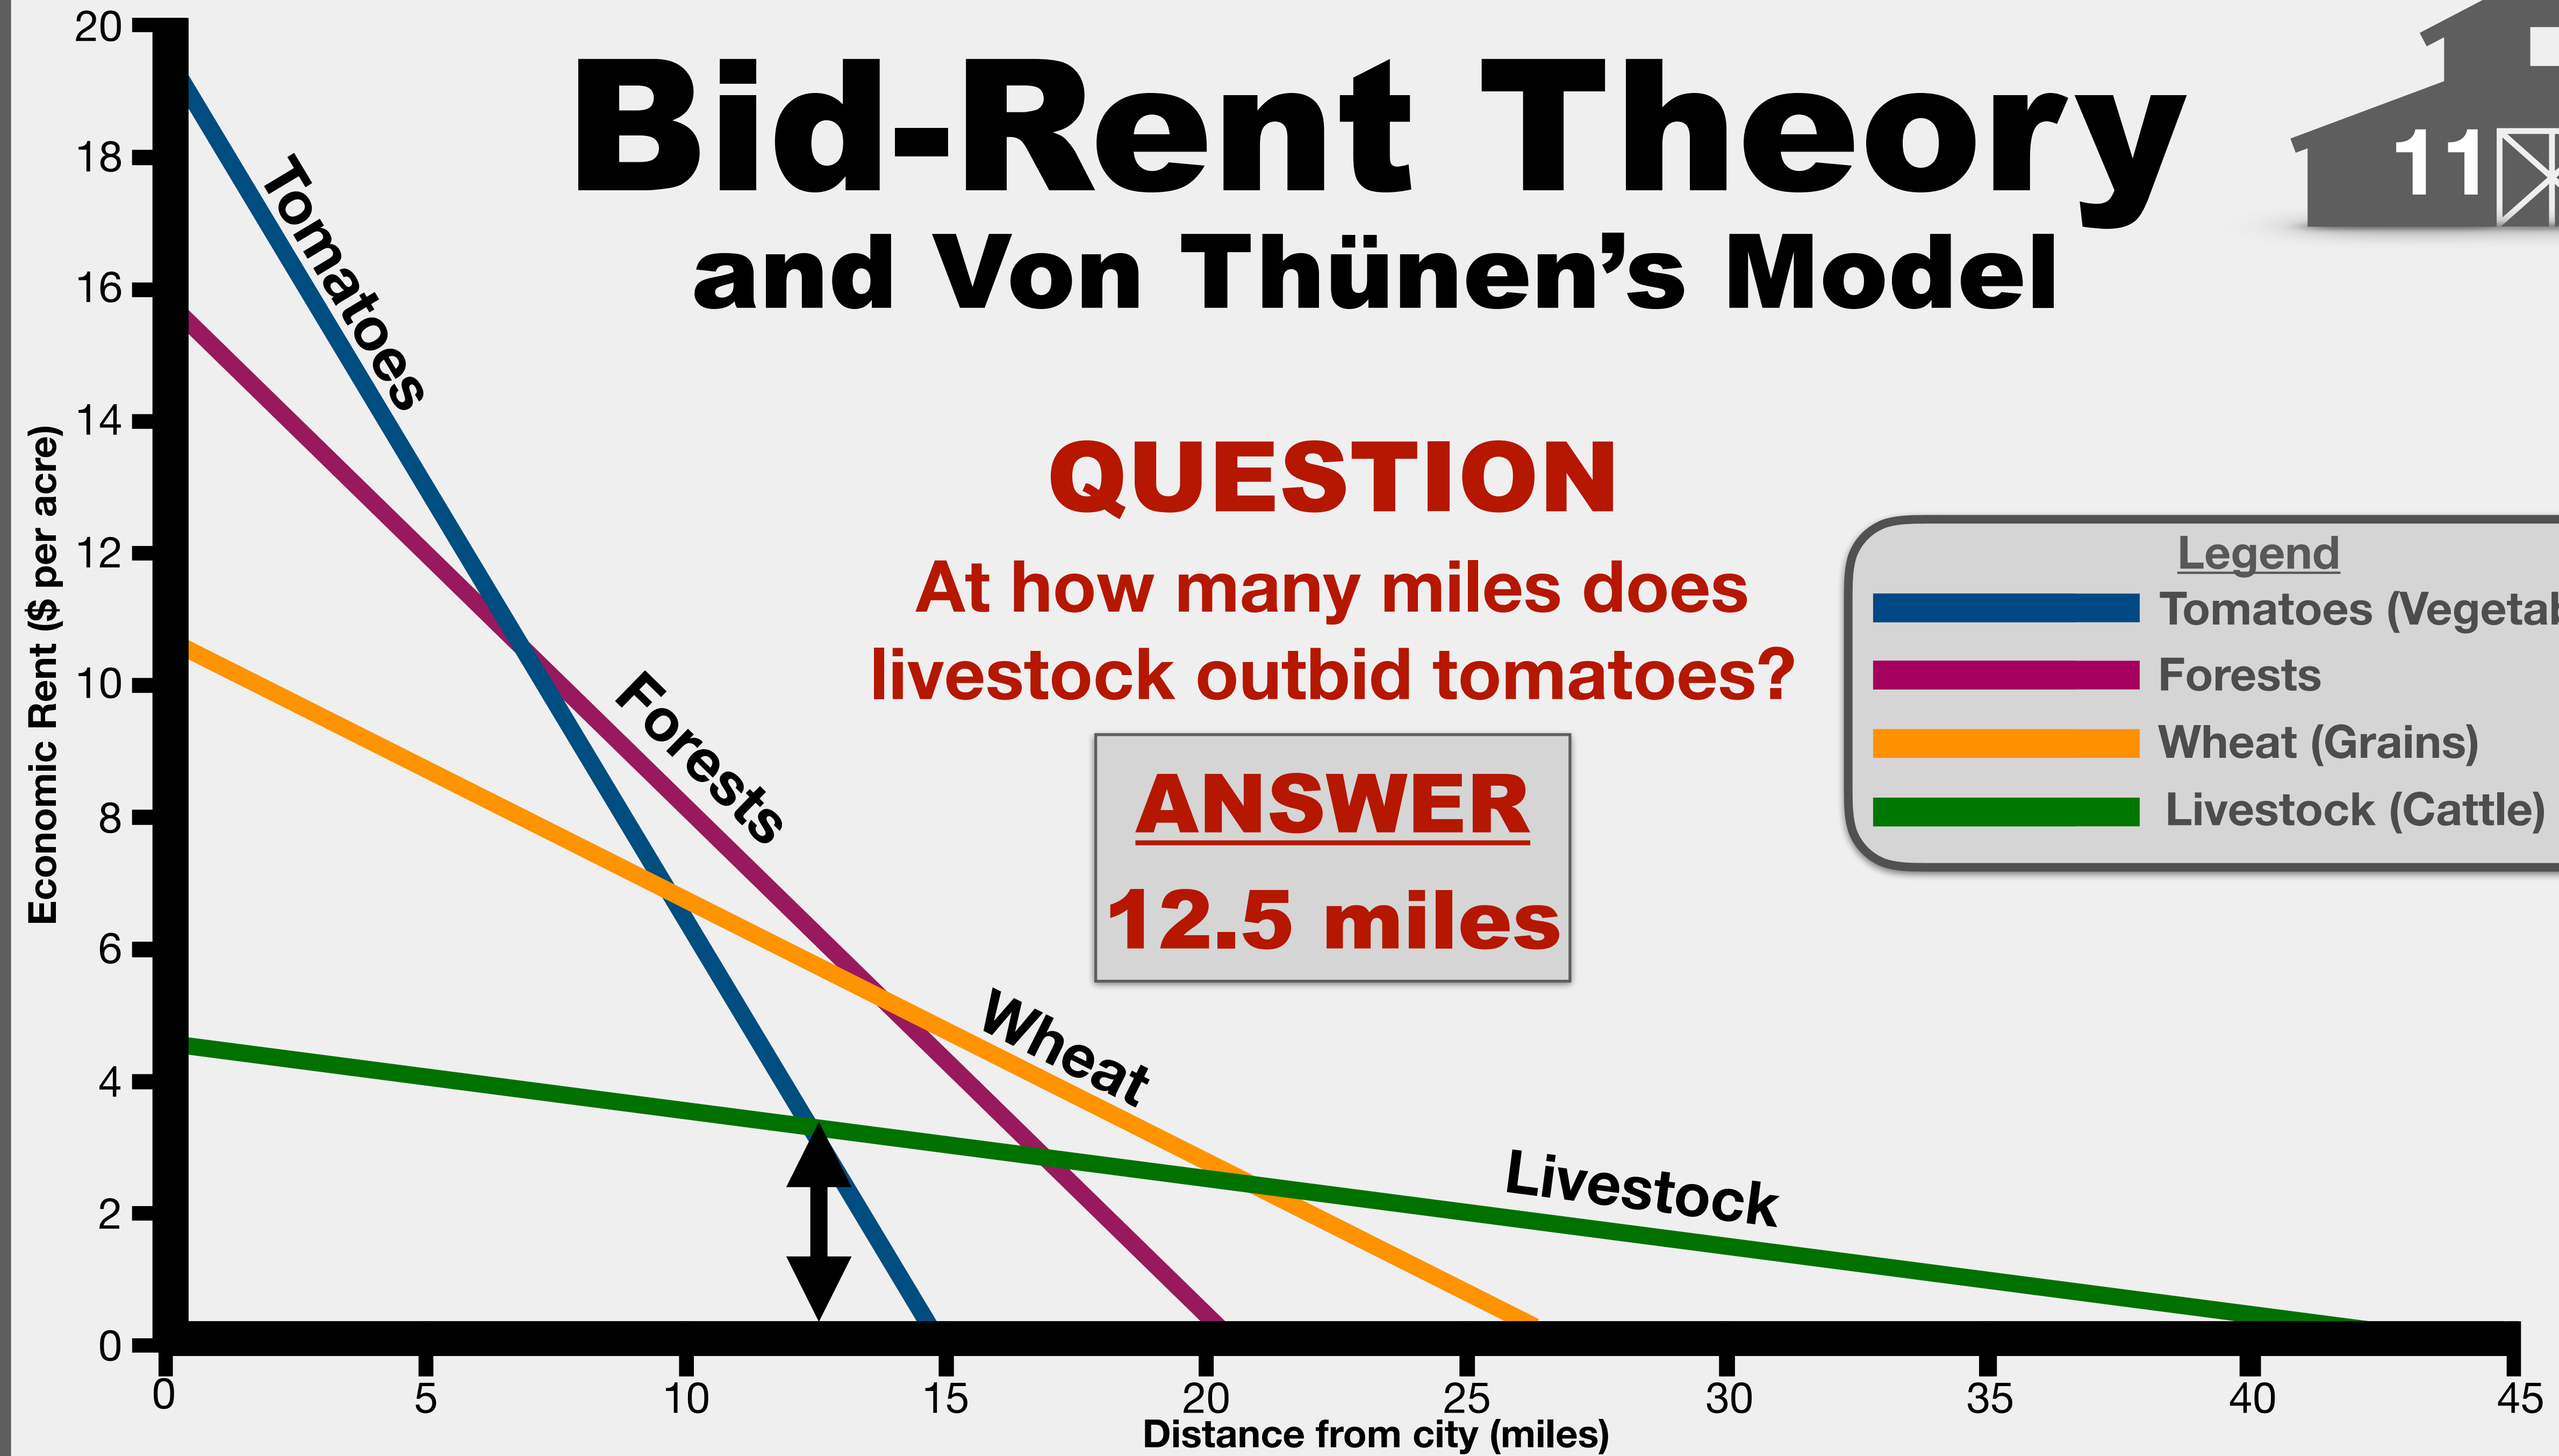 Bid-Rent Theory
and Von Thünen’s Model
11
QUESTION
At how many miles does
livestock outbid tomatoes?
ANSWER
12.5 miles
Legend
Tomatoes (Vegetab
Forests
Wheat (Grains)
Livestock (Cattle)
Tomatoes
Forests
Wheat
Livestock
Economic Rent ($ per acre)
20
18
16
14
12
10
8
6
4
2
0
0 5 10 15 20 25 30 35 40 45
Distance from city (miles)